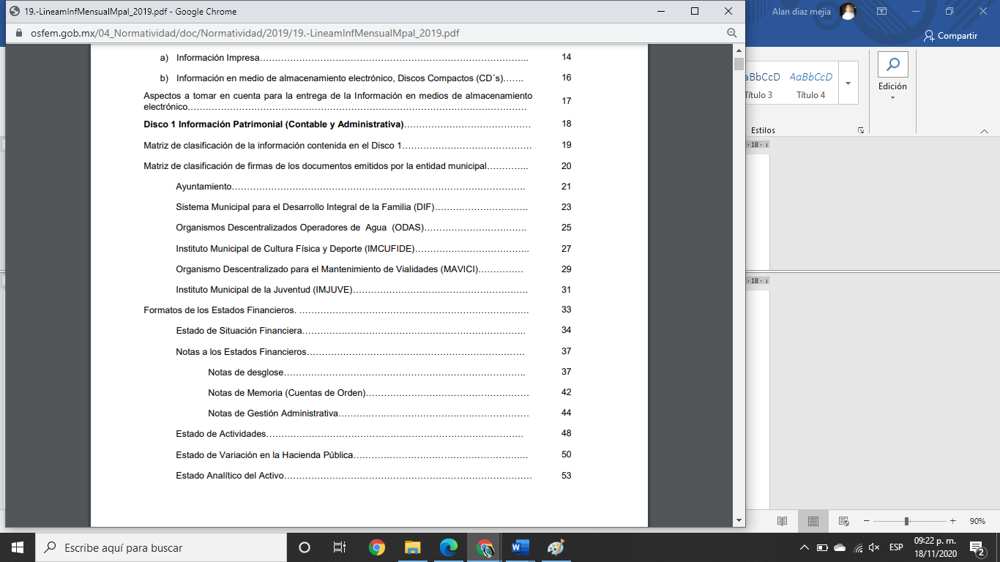 19.-LineamInfMensualMpal_2019.pdf - Google Chrome
osfem.gob.mx/04_Normatividad/doc/Normatividad/2019/19.-LineamInfMensualMpal_2019.pdf
a) Información Impresa…………………………………………………………………………….. 14
b) Información en medio de almacenamiento electrónico, Discos Compactos (CD´s)……. 16
Aspectos a tomar en cuenta para la entrega de la Información en medios de almacenamiento
electrónico………………………………………………………………………………………………… 17
Disco 1 Información Patrimonial (Contable y Administrativa)…………………………………… 18
Matriz de clasificación de la información contenida en el Disco 1…………………………………… 19
Matriz de clasificación de firmas de los documentos emitidos por la entidad municipal………….. 20
Ayuntamiento……………………………………………………………………………………. 21
Sistema Municipal para el Desarrollo Integral de la Familia (DIF)…………………………. 23
Organismos Descentralizados Operadores de Agua (ODAS)……………………………. 25
Instituto Municipal de Cultura Física y Deporte (IMCUFIDE)……………………………….. 27
Organismo Descentralizado para el Mantenimiento de Vialidades (MAVICI)…………… 29
Instituto Municipal de la Juventud (IMJUVE)…………………………………………………. 31
Formatos de los Estados Financieros. …………………………………………………………………. 33
Estado de Situación Financiera……………………………………………………………….. 34
Notas a los Estados Financieros……………………………………………………………… 37
Notas de desglose…………………………………………………………………….. 37
Notas de Memoria (Cuentas de Orden)……………………………………………… 42
Notas de Gestión Administrativa……………………………………………………… 44
Estado de Actividades…………………………………………………………………………. 48
Estado de Variación en la Hacienda Pública………………………………………………… 50
Estado Analítico del Activo……………………………………………………………………… 53
Alan diaz mejia
Compartir
aBbCcD AaBbCcD
Título 3 Título 4
Edición
Estilos
18
18
90%
Escribe aquí para buscar
ESP
09:22 p. m.
18/11/2020
2